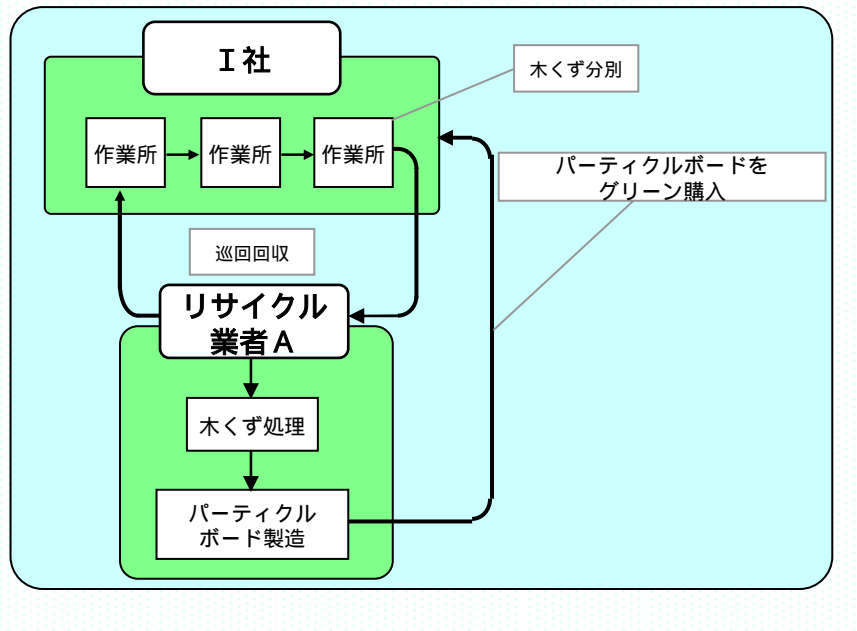 I社
木くず分別
作業所
作業所
作業所
パーティクルボードを
グリーン購入
巡回回収
リサイクル
業者A
木くず処理
パーティクル
ボード製造